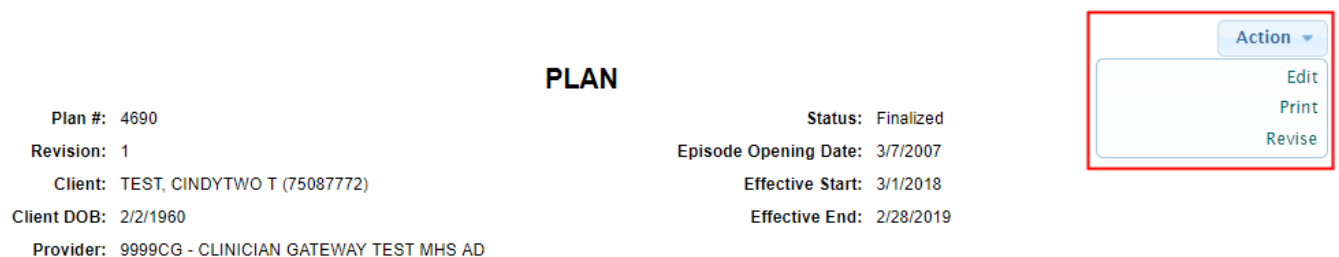 Action
Edit
Print
Revise
PLAN
Plan #: 4690
Status: Finalized
Revision: 1
Episode Opening Date: 3/7/2007
Client: TEST, CINDYTWO T (75087772)
Effective Start: 3/1/2018
Client DOB: 2/2/1960
Effective End: 2/28/2019
Provider: 9999CG - CLINICIAN GATEWAY TEST MHS AD